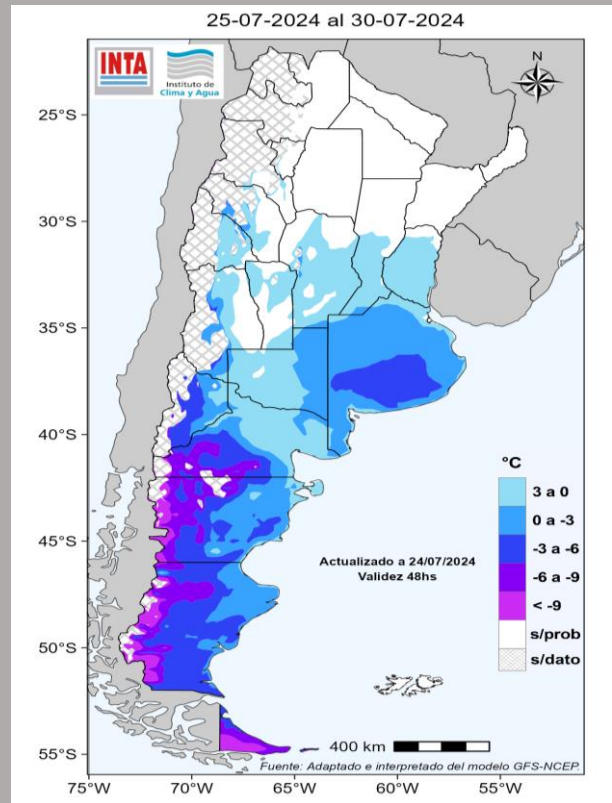 25-07-2024 al 30-07-2024
INTA
Instituto de
Clima y Agua
N
25°S
30°S
35°S
40°S
45°S
50°S
55°S
°C
3 a 0
0 a -3
-3 a -6
-6 a -9
< -9
s/prob
s/dato
Actualizado a 24/07/2024
Validez 48hs
400 km
Fuente: Adaptado e interpretado del modelo GFS-NCEP.
75°W 70°W 65°W 60°W 55°W